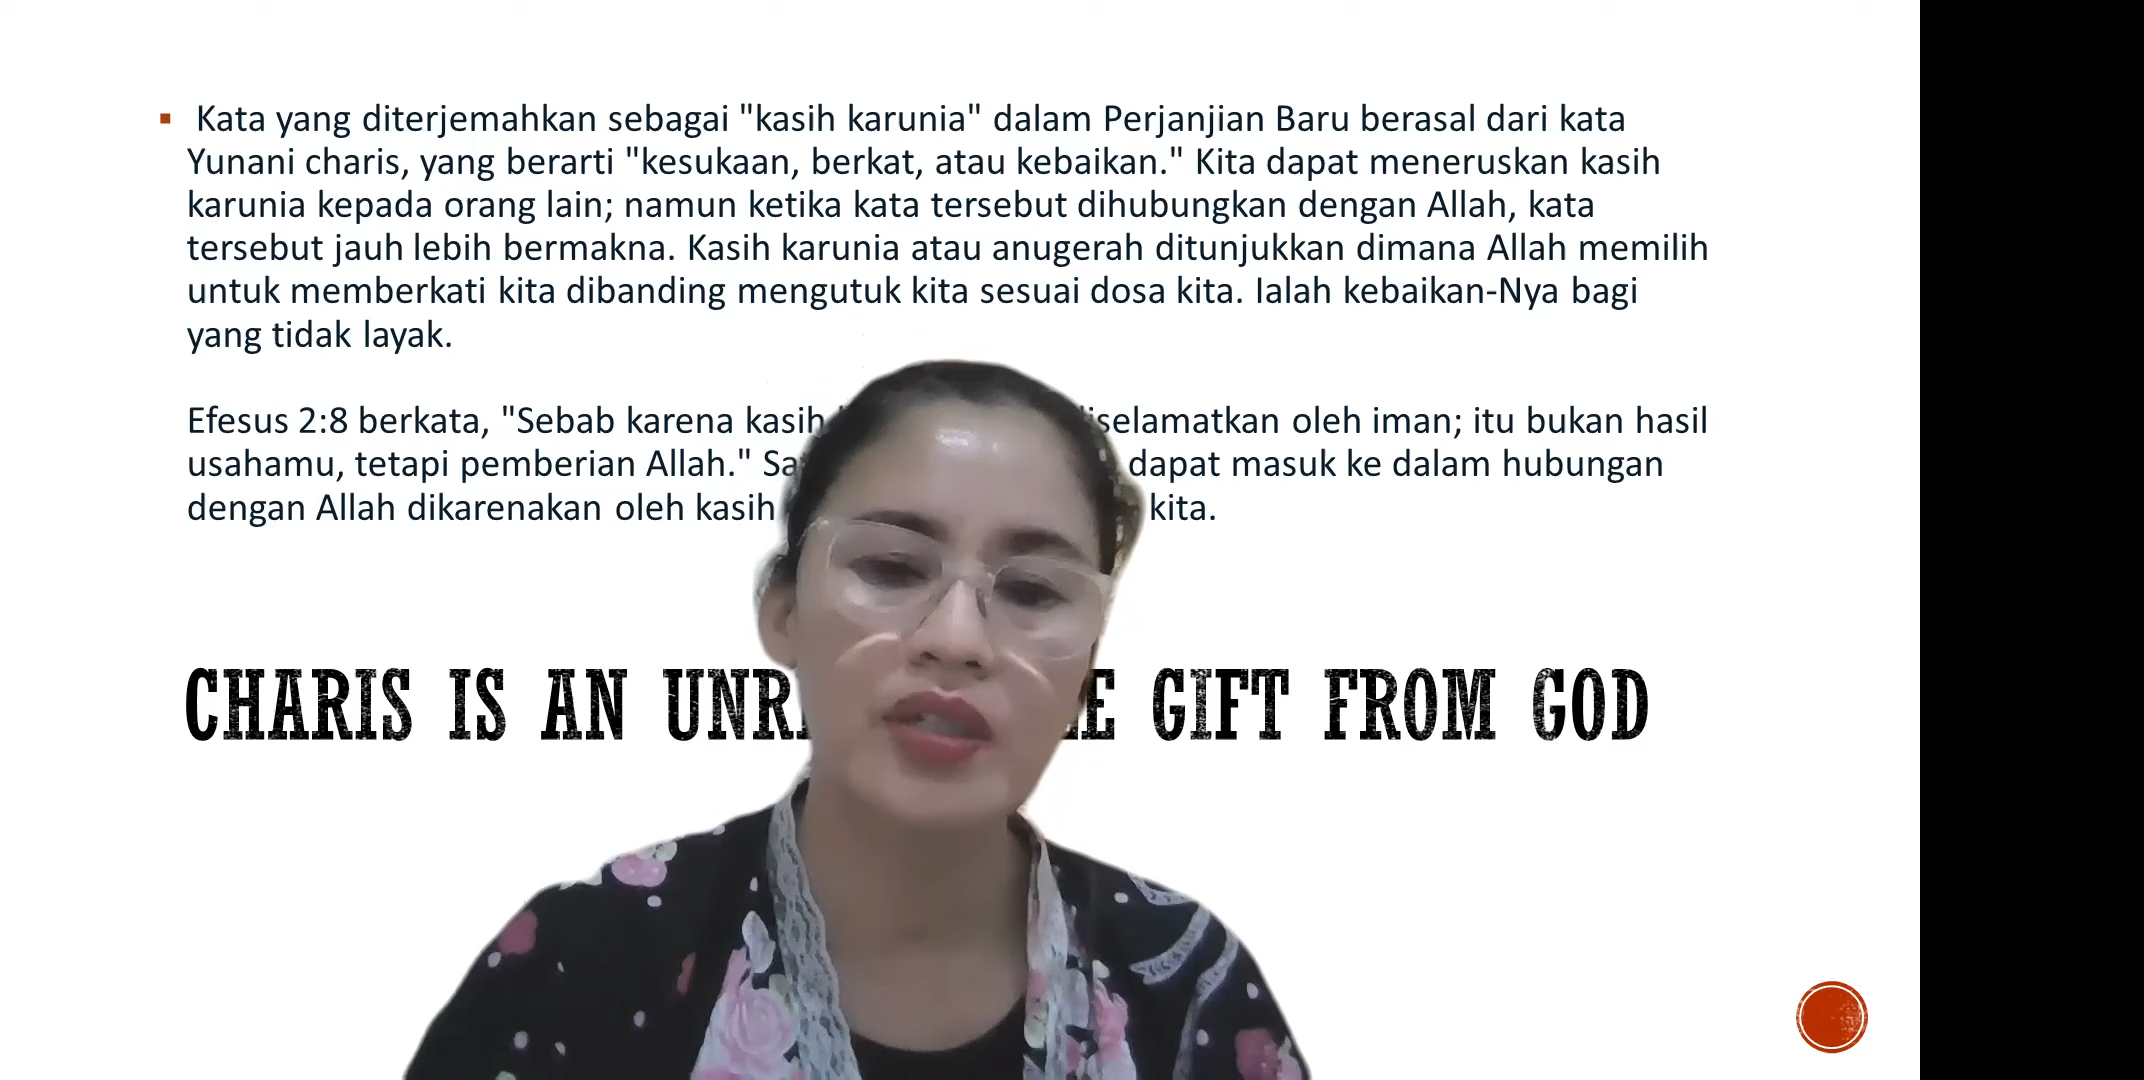 Kata yang diterjemahkan sebagai "kasih karunia" dalam Perjanjian Baru berasal dari kata
Yunani charis, yang berarti "kesukaan, berkat, atau kebaikan." Kita dapat meneruskan kasih
karunia kepada orang lain; namun ketika kata tersebut dihubungkan dengan Allah, kata
tersebut jauh lebih bermakna. Kasih karunia atau anugerah ditunjukkan dimana Allah memilih
untuk memberkati kita dibanding mengutuk kita sesuai dosa kita. Ialah kebaikan-Nya bagi
yang tidak layak.
Efesus 2:8 berkata, "Sebab karena kasih oleh iman; itu bukan hasil
usahamu, tetapi pemberian Allah." dapat masuk ke dalam hubungan
dengan Allah dikarenakan oleh kasih kita.
CHARIS IS AN GIFT FROM GOD